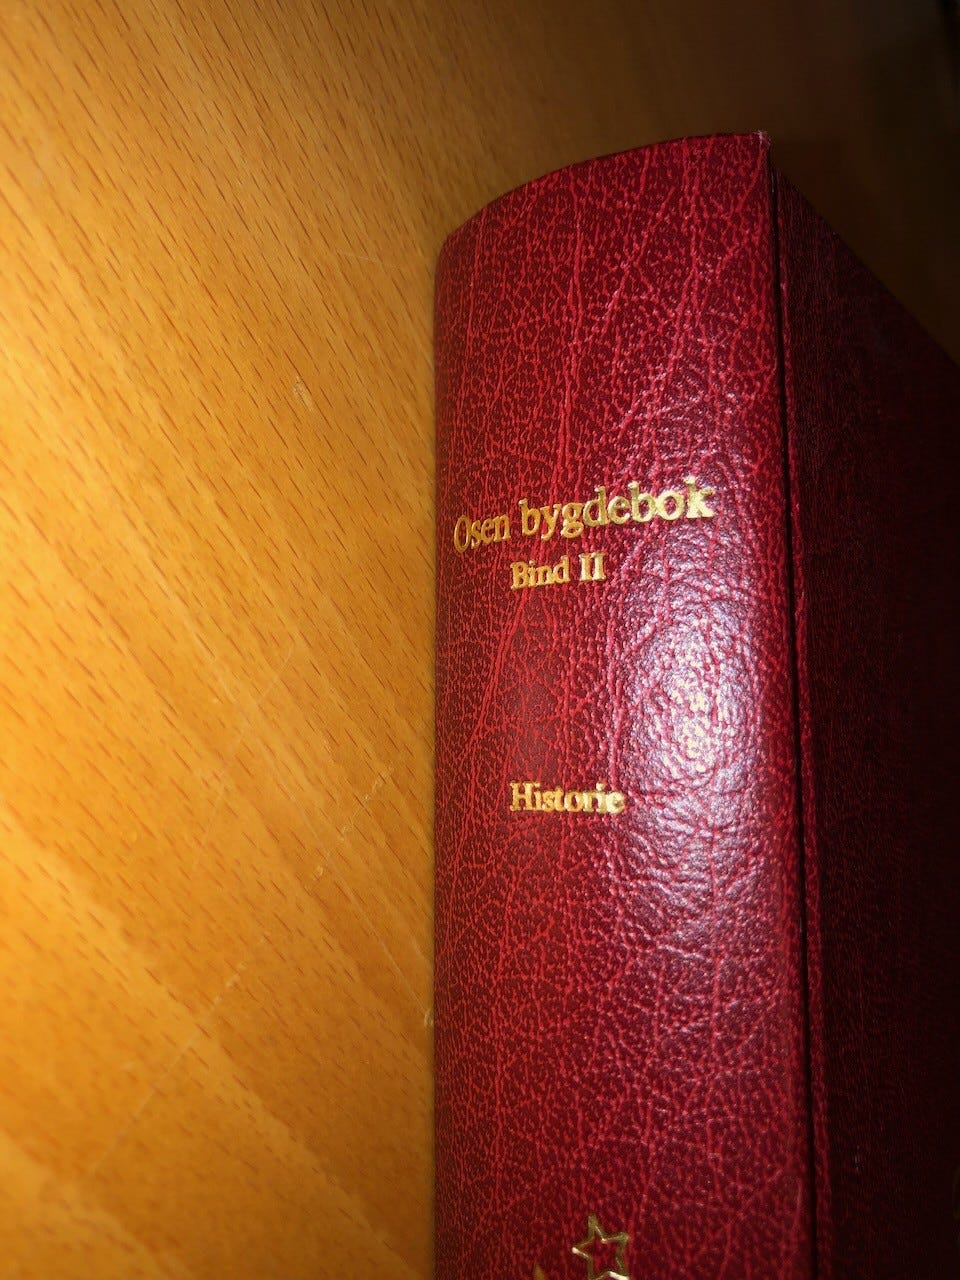 Osen bygdebok
Bind II
Historie